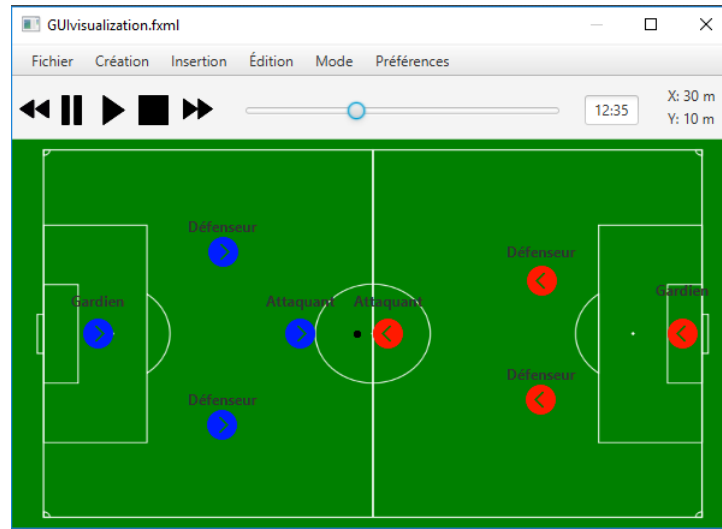 GUIvisualization.fxml
Fichier Création Insertion Édition Mode Préférences
12:35
X: 30 m
Y: 10 m
Défenseur
Défenseur
Gardien
Gardien Attaquant Attaquant
Défenseur
Défenseur